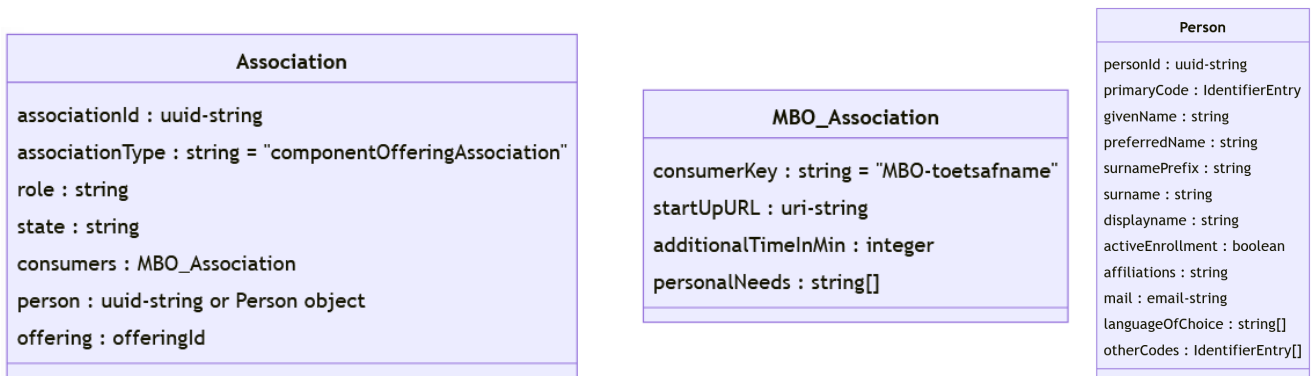 Association
associationId : uuid-string
associationType : string = "componentOfferingAssociation"
role : string
state : string
consumers : MBO_Association
person : uuid-string or Person object
offering : offeringId
MBO_Association
consumerKey : string = "MBO-toetsafname"
startUpURL : uri-string
additionalTimeInMin : integer
personalNeeds : string[]
Person
personId : uuid-string
primaryCode : IdentifierEntry
givenName : string
preferredName : string
surnamePrefix : string
surname : string
displayname : string
activeEnrollment : boolean
affiliations : string
mail : email-string
languageOfChoice : string[]
otherCodes : IdentifierEntry[]